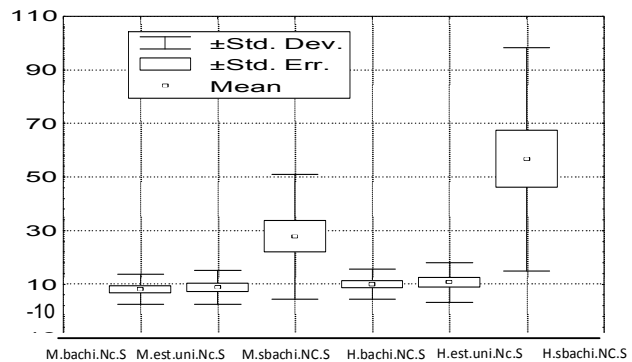 110
90
70
50
30
10
-10
±Std. Dev.
±Std. Err.
Mean
M.bachi.Nc.S M.est.uni.Nc.S M.sbachi.NC.S H.bachi.NC.S H.est.uni.Nc.S H.sbachi.NC.S